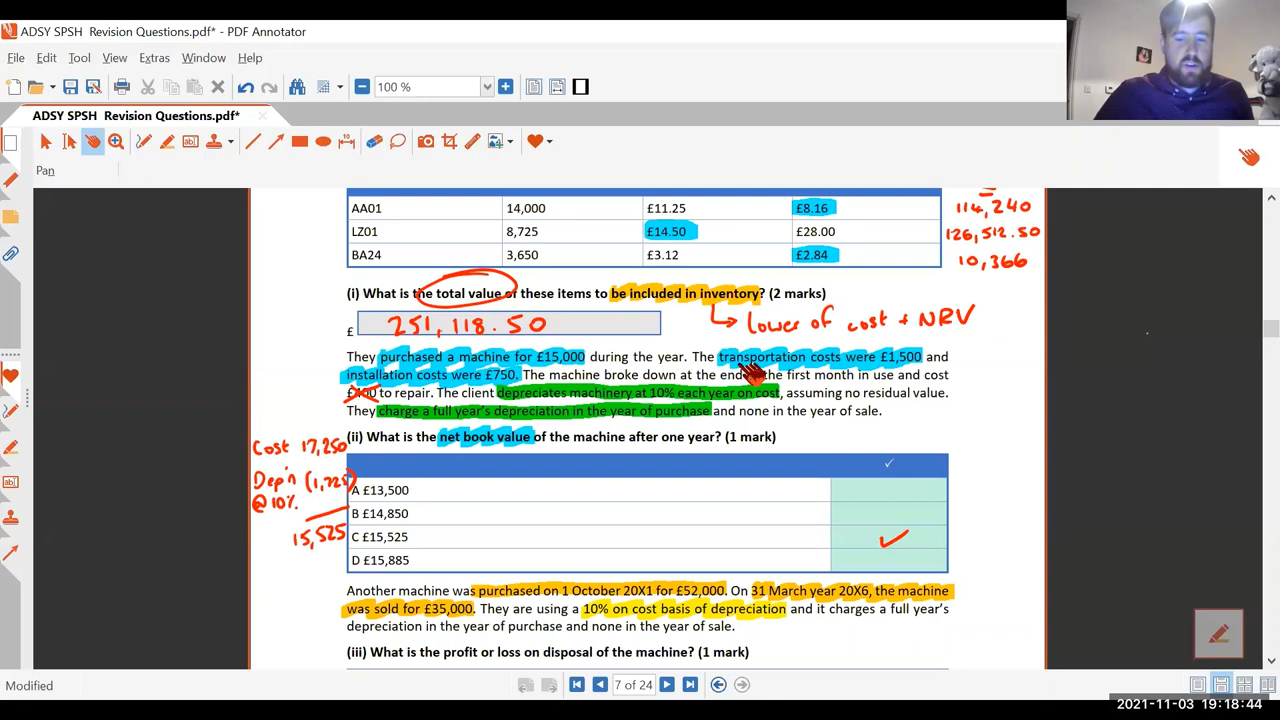 ADSY SPSH Revision Questions.pdf* - PDF Annotator
File Edit Tool View Extras Window Help
100 %
ADSY SPSH Revision Questions.pdf*
10
Pan
AA01 14,000 £11.25 £8.16
LZ01 8,725 £14.50 £28.00
BA24 3,650 £3.12 £2.84
114,240
126,512.50
10,366
(i) What is the total value of these items to be included in inventory? (2 marks)
£ 251,118.50
↳ lower of cost + NRV
They purchased a machine for £15,000 during the year. The transportation costs were £1,500 and
installation costs were £750. The machine broke down at the end the first month in use and cost
to repair. The client depreciates machinery at 10% each year on cost, assuming no residual value.
They charge a full year's depreciation in the year of purchase and none in the year of sale.
(ii) What is the net book value of the machine after one year? (1 mark)
Cost 17,250
Dep'n (1,725)
@10%
15,525
✓
A £13,500
B £14,850
C £15,525 ✓
D £15,885
Another machine was purchased on 1 October 20X1 for £52,000. On 31 March year 20X6, the machine
was sold for £35,000. They are using a 10% on cost basis of depreciation and it charges a full year's
depreciation in the year of purchase and none in the year of sale.
(iii) What is the profit or loss on disposal of the machine? (1 mark)
Modified
7 of 24
2021-11-03 19:18:44